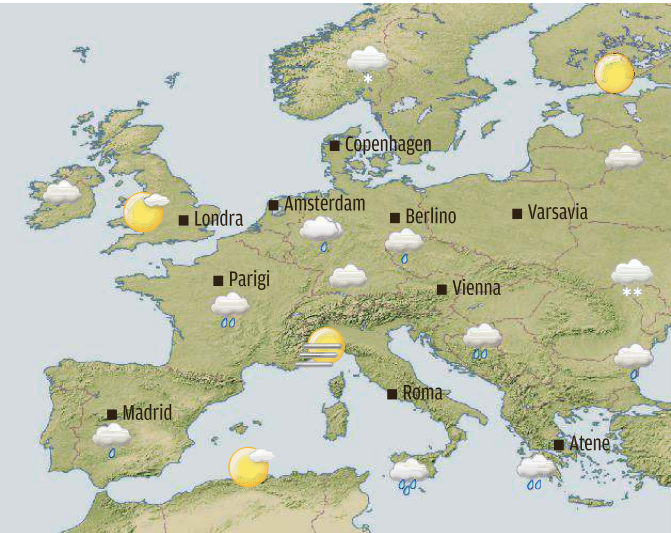 Copenhagen
Amsterdam
Londra
Berlino
Varsavia
Parigi
Vienna
Roma
Madrid
Atene